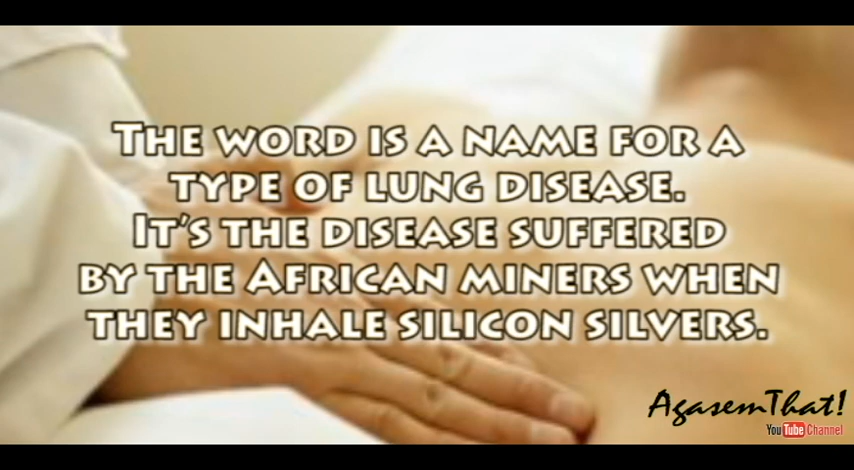 The word is a name for a
type of lung disease.
It's the disease suffered
by the African miners when
they inhale silicon silvers.
AgasemThat!
YouTube Channel